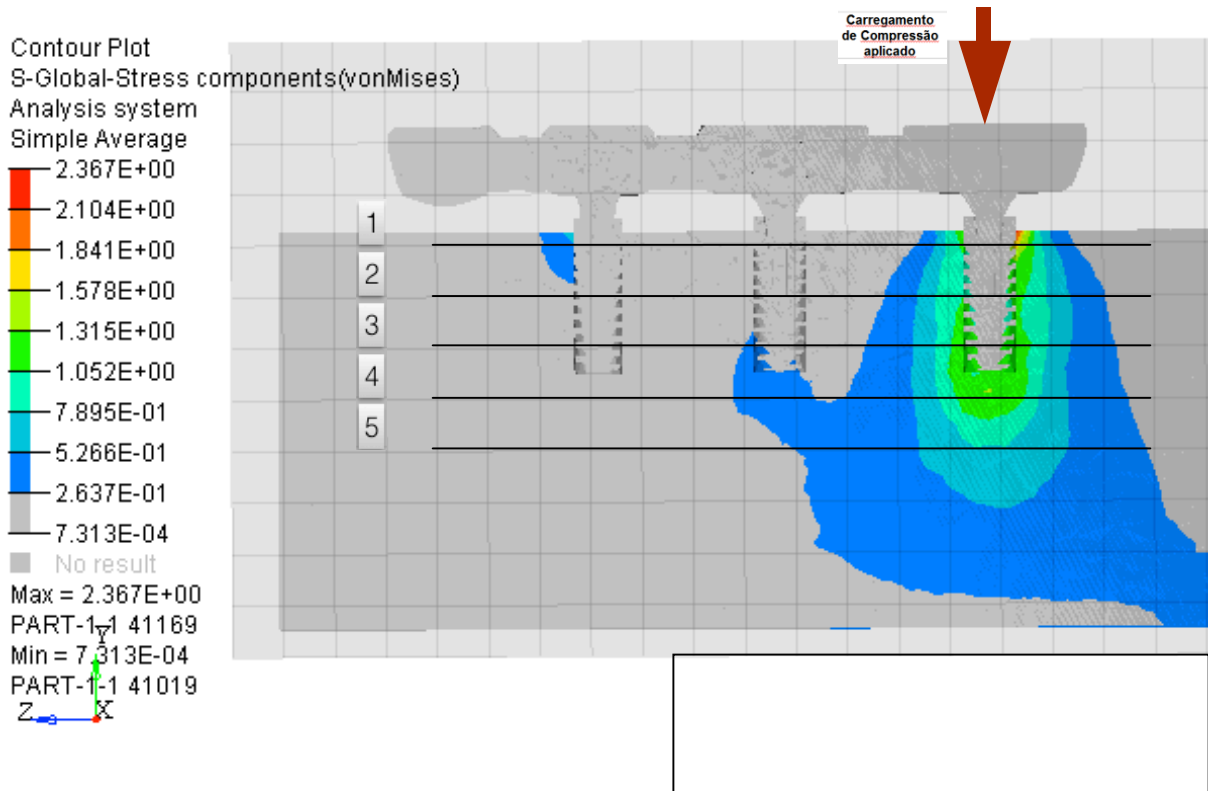 Contour Plot
S-Global-Stress components(vonMises)
Analysis system
Simple Average
2.367E+00
2.104E+00
1.841E+00
1.578E+00
1.315E+00
1.052E+00
7.895E-01
5.266E-01
2.637E-01
7.313E-04
No result
Max = 2.367E+00
PART-1-1 41169
Min = 7.313E-04
PART-1-1 41019
Y
Z
X
Carregamento
de Compressão
aplicado
1
2
3
4
5